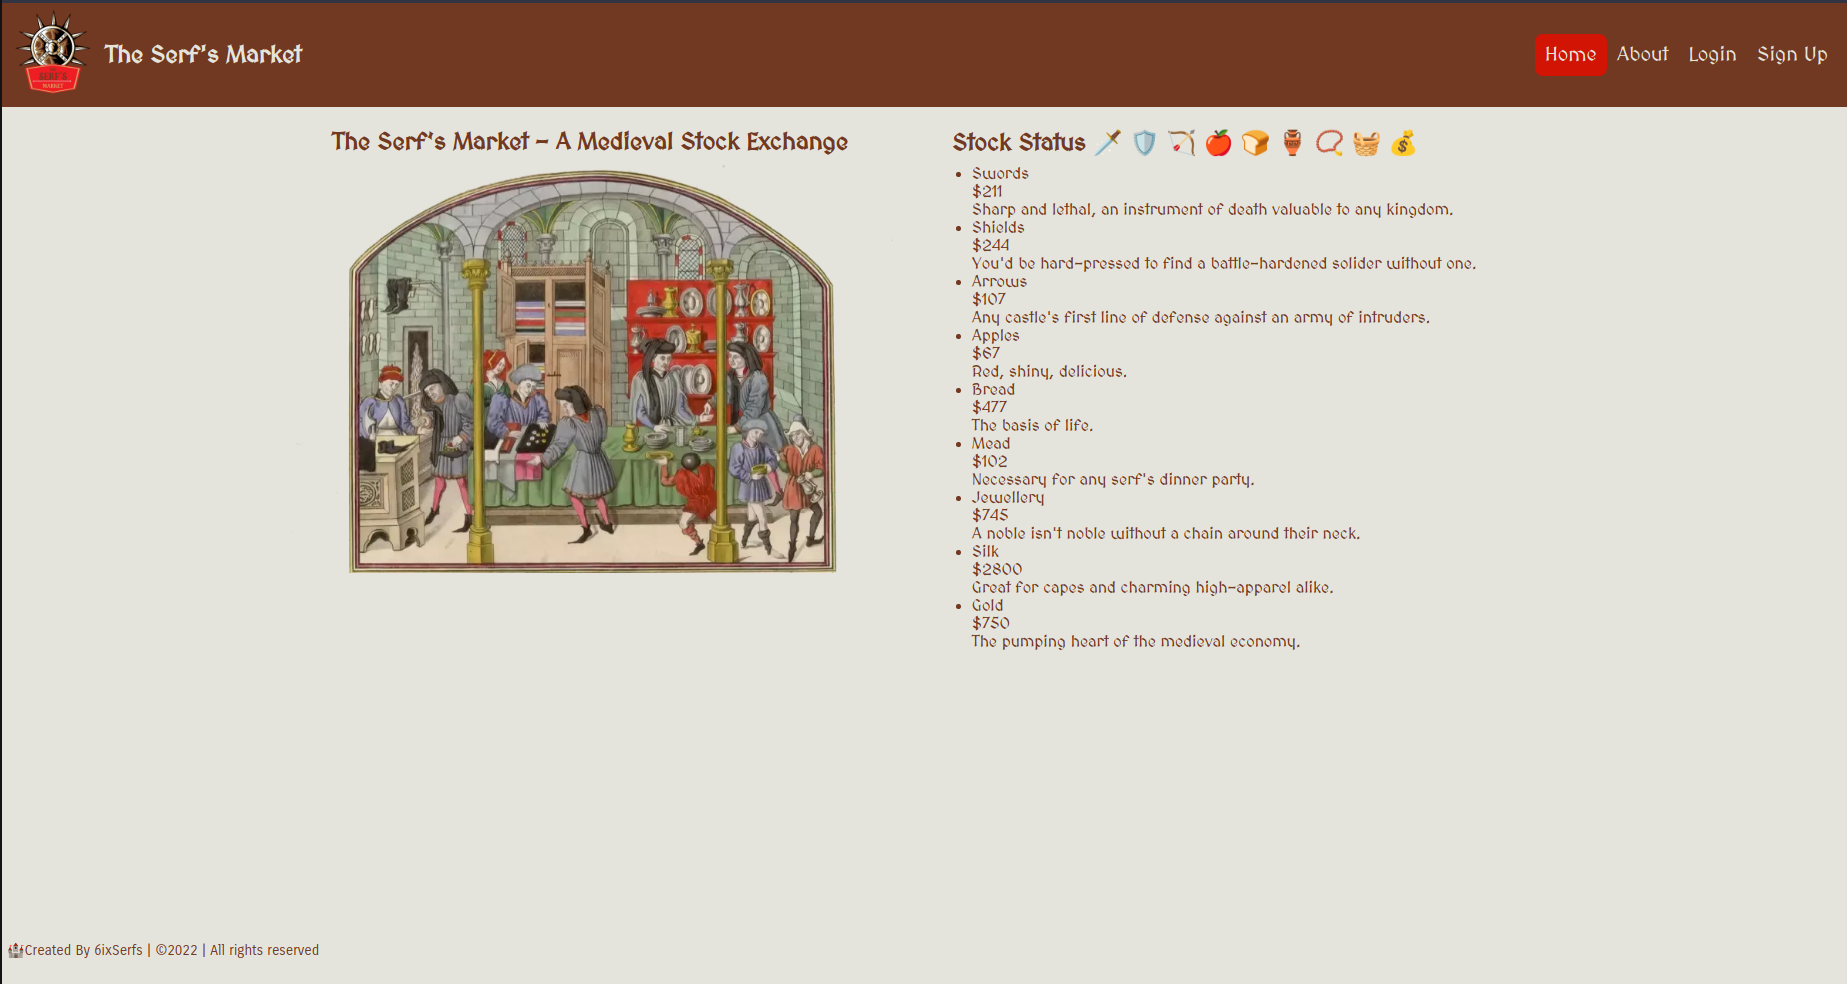 SERF'S
MARKET
The Serf's Market
Home About Login Sign Up
The Serf's Market - A Medieval Stock Exchange
Stock Status
Swords
$211
Sharp and lethal, an instrument of death valuable to any kingdom.
Shields
$244
You'd be hard-pressed to find a battle-hardened solider without one.
Arrows
$107
Any castle's first line of defense against an army of intruders.
Apples
$67
Red, shiny, delicious.
Bread
$477
The basis of life.
Mead
$102
Necessary for any serf's dinner party.
Jewellery
$745
A noble isn't noble without a chain around their neck.
Silk
$2800
Great for capes and charming high-apparel alike.
Gold
$750
The pumping heart of the medieval economy.
Created By 6ixSerfs | ©2022 | All rights reserved